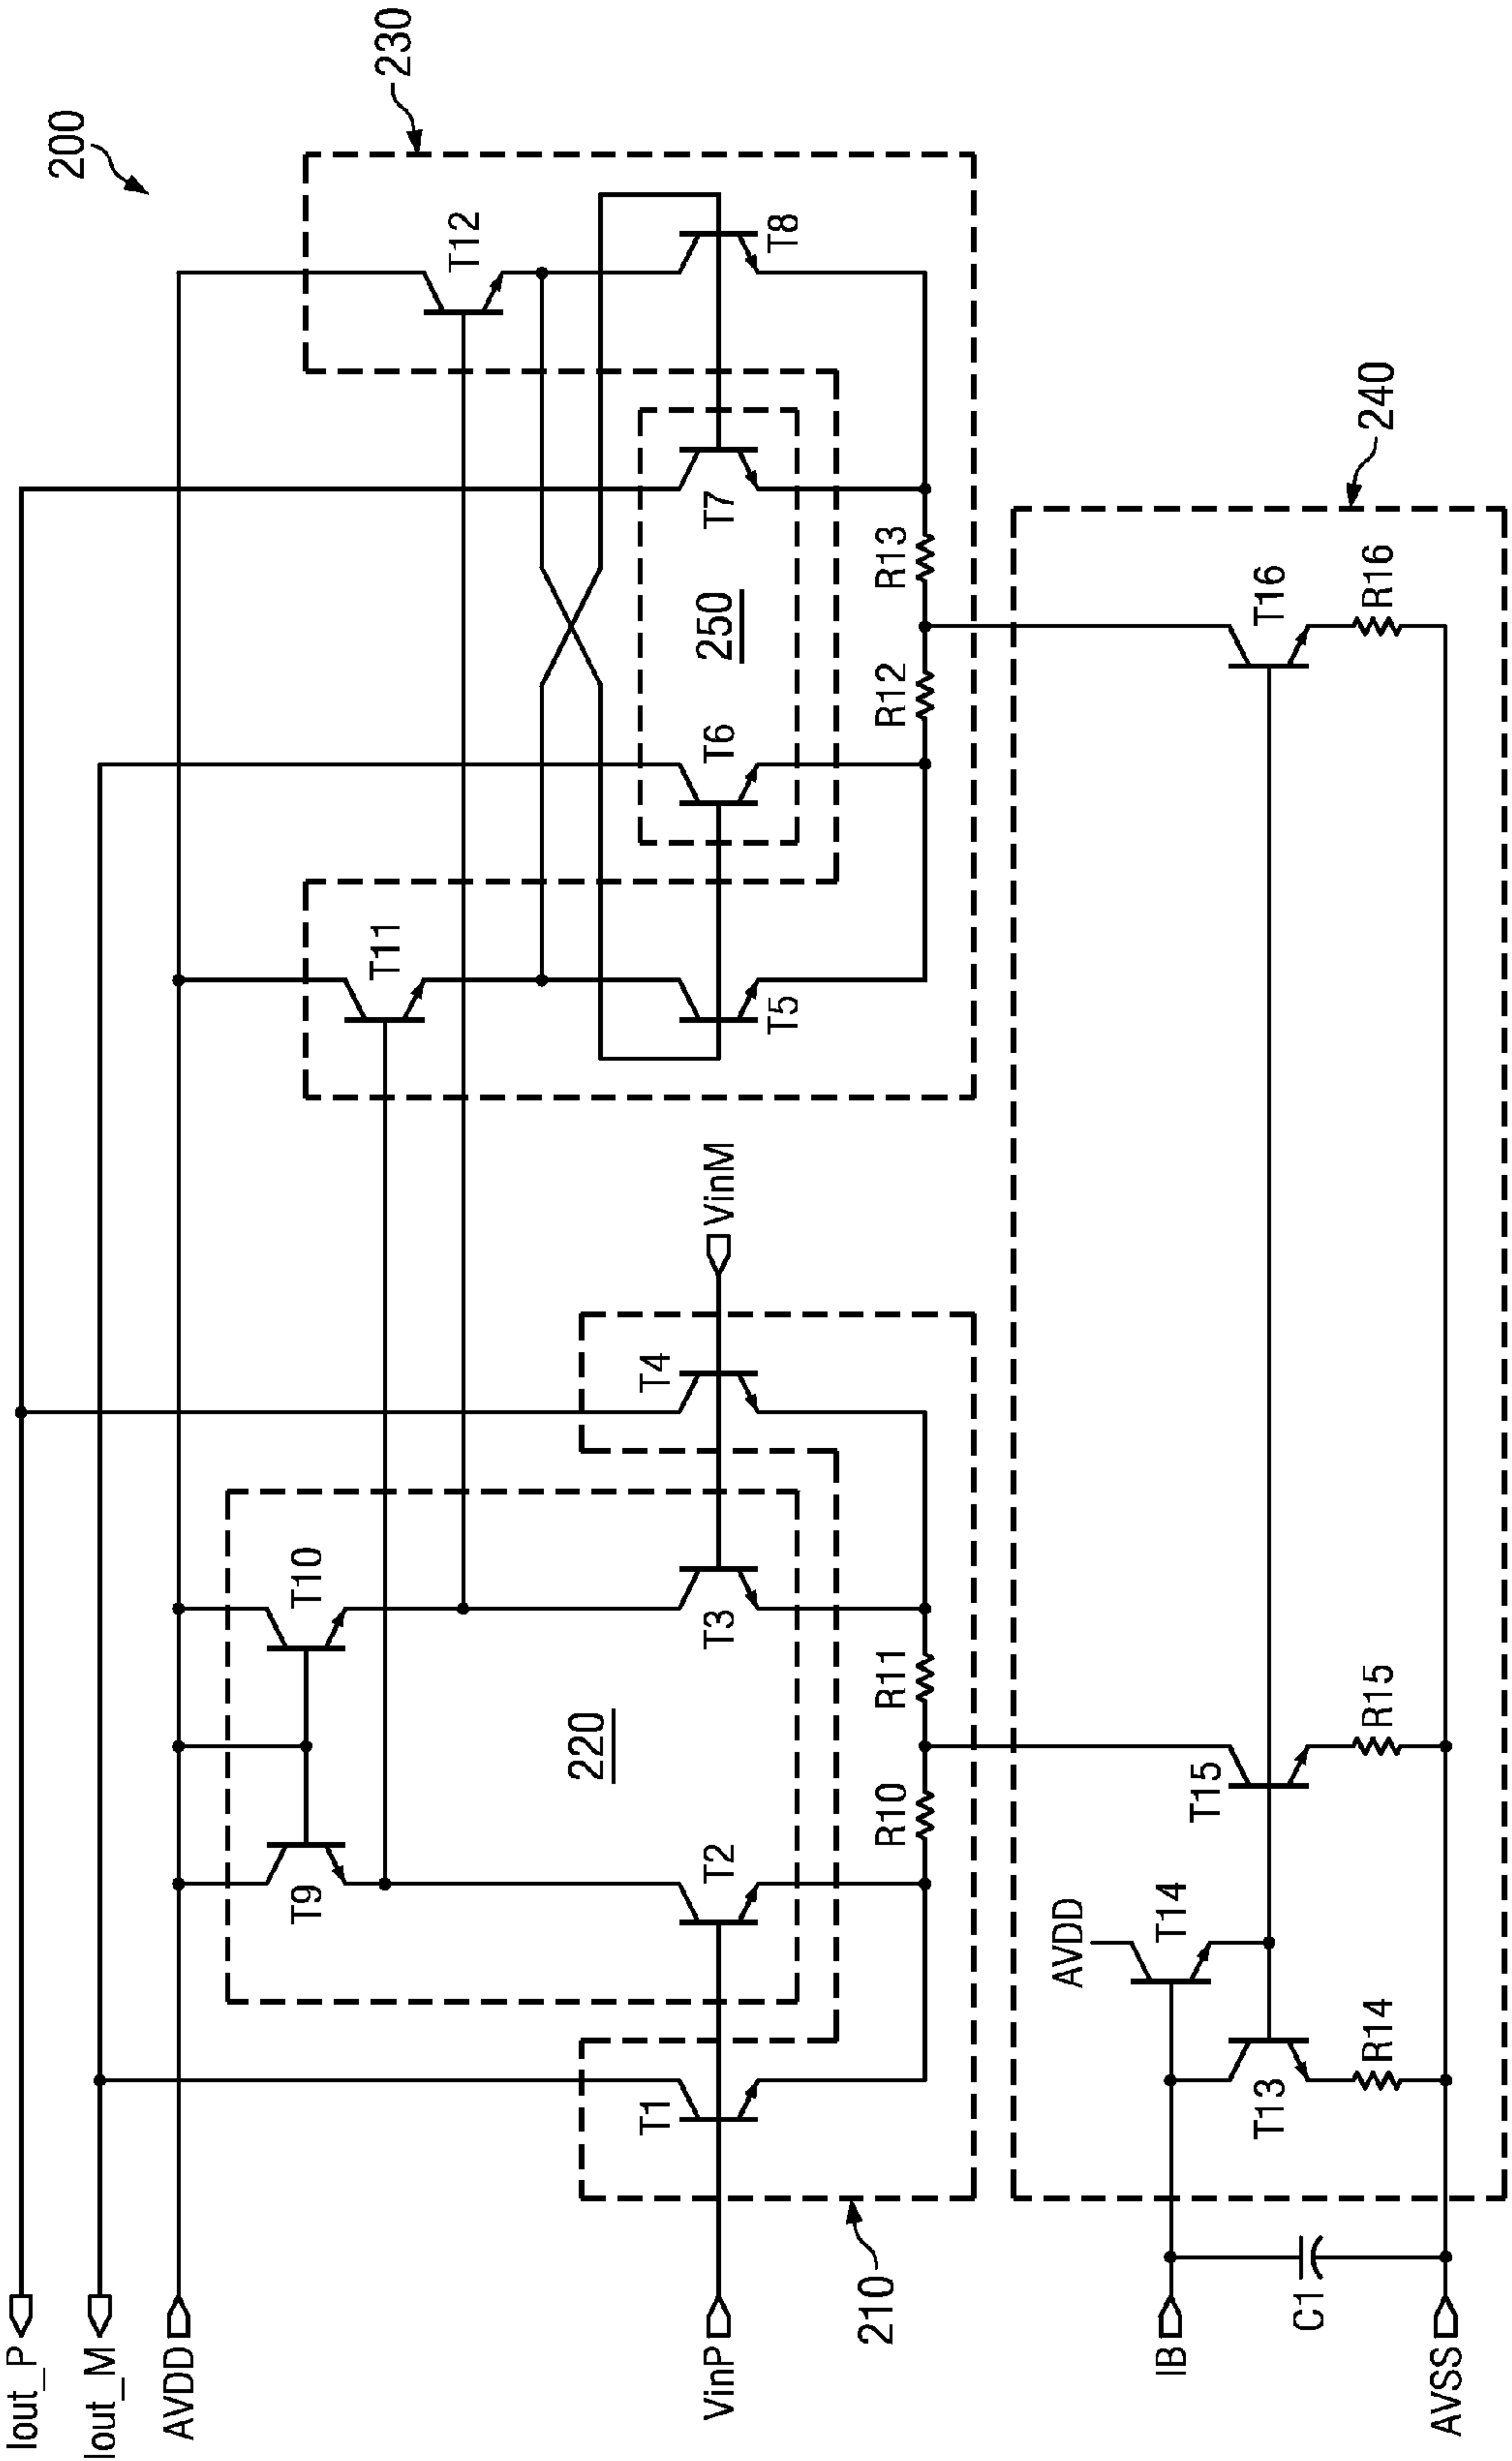 200
230
Iout_P
Iout_M
AVDD
T12
T11
T10
T9
220
T8
T7
T6
250
T5
VinM
T4
T3
T2
T1
VinP
R13
R12
R11
R10
210
240
AVDD
T14
T16
T15
T13
IB
R16
R15
R14
C1
AVSS